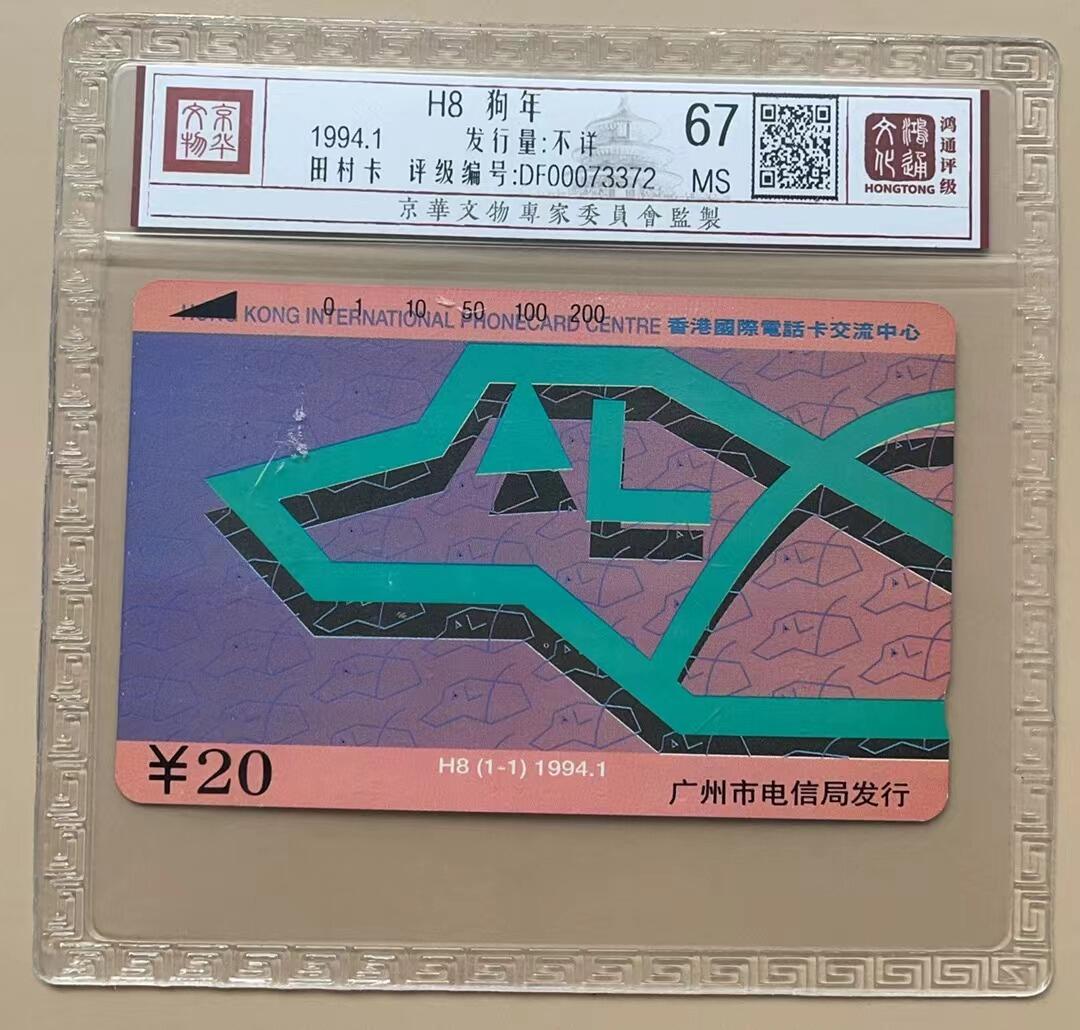 京华文物
H8 狗年
1994.1 发行量:不详
田村卡 评级编号:DF00073372
67
MS
京華文物專家委員會監製
鸿通文化
HONGTONG
鸿通评级
0 1 10 50 100 200
HONG KONG INTERNATIONAL PHONECARD CENTRE 香港國際電話卡交流中心
¥20
H8 (1-1) 1994.1
广州市电信局发行